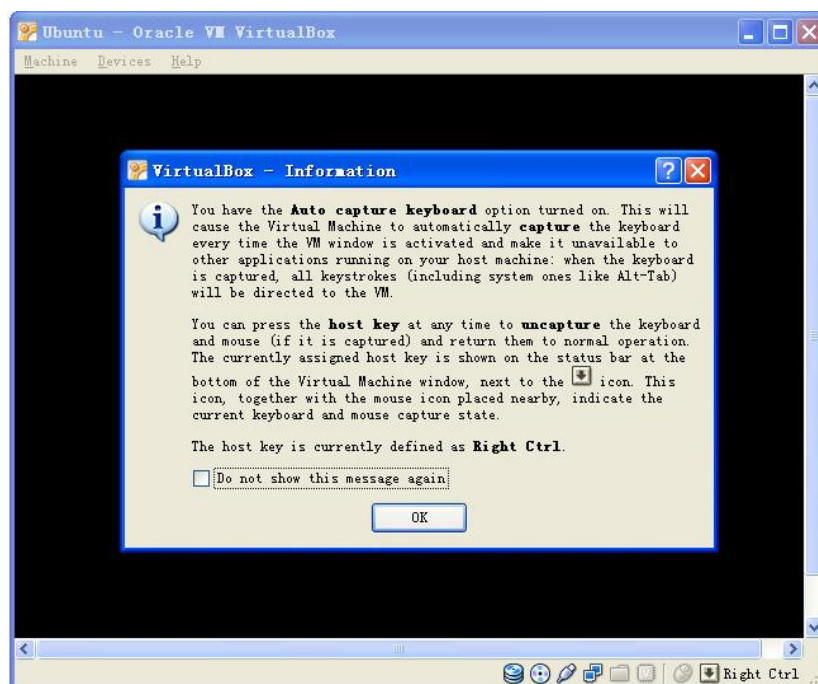 Ubuntu - Oracle VM VirtualBox
Machine Devices Help
VirtualBox - Information
You have the Auto capture keyboard option turned on. This will
cause the Virtual Machine to automatically capture the keyboard
every time the VM window is activated and make it unavailable to
other applications running on your host machine: when the keyboard
is captured, all keystrokes (including system ones like Alt-Tab)
will be directed to the VM.
You can press the host key at any time to uncapture the keyboard
and mouse (if it is captured) and return them to normal operation.
The currently assigned host key is shown on the status bar at the
bottom of the Virtual Machine window, next to the icon. This
icon, together with the mouse icon placed nearby, indicate the
current keyboard and mouse capture state.
The host key is currently defined as Right Ctrl.
Do not show this message again
OK
Right Ctrl